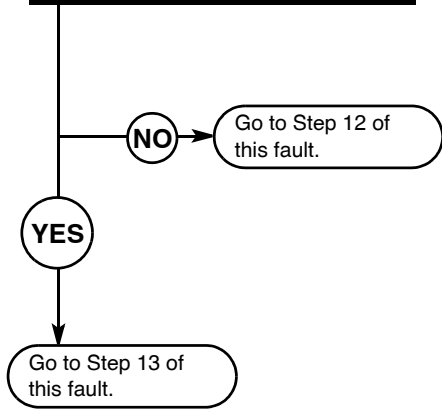 NO
Go to Step 12 of
this fault.
YES
Go to Step 13 of
this fault.